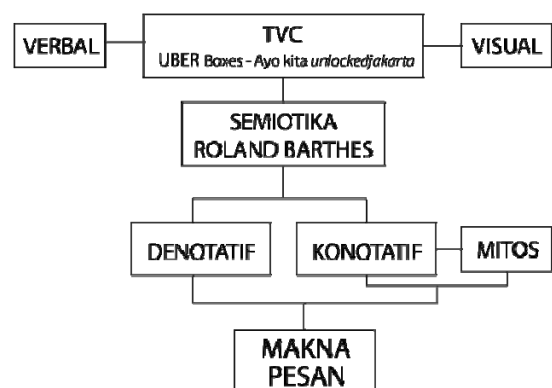 VERBAL
TVC
UBER Boxes - Ayo kita unlockedjakarta
VISUAL
SEMIOTIKA
ROLAND BARTHES
DENOTATIF
KONOTATIF
MITOS
MAKNA
PESAN